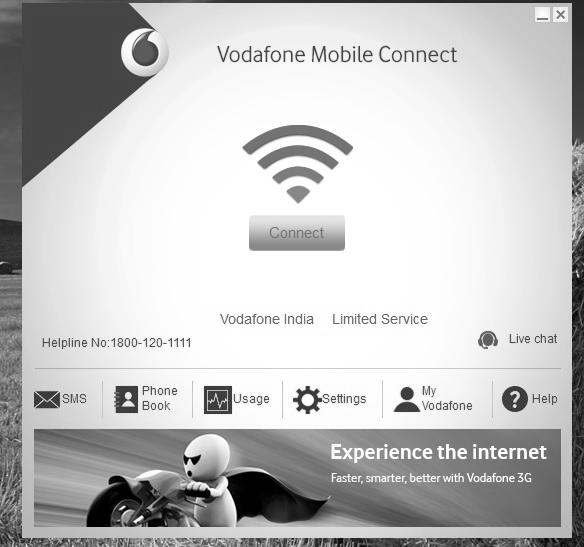 Vodafone Mobile Connect
Connect
Vodafone India Limited Service
Helpline No:1800-120-1111
Live chat
SMS
Phone
Book
Usage
Settings
My
Vodafone
Help
Experience the internet
Faster, smarter, better with Vodafone 3G